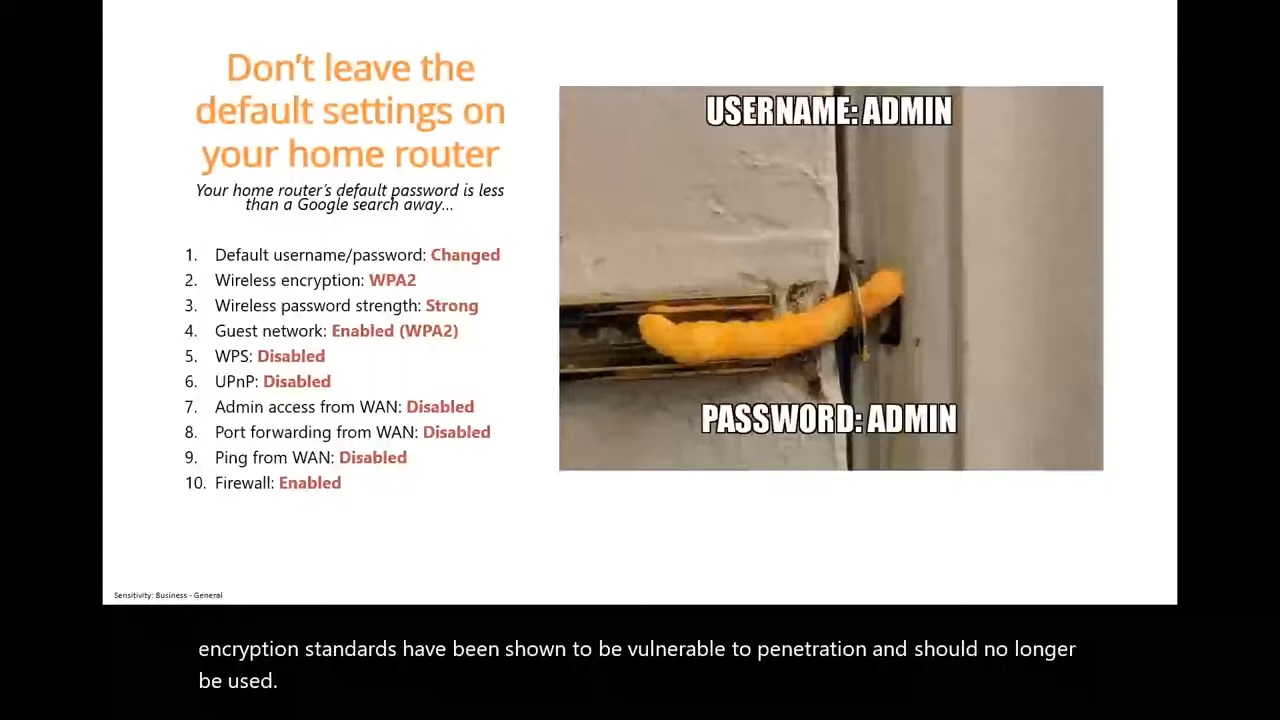 Don't leave the
default settings on
your home router
Your home router's default password is less
than a Google search away...
1. Default username/password: Changed
2. Wireless encryption: WPA2
3. Wireless password strength: Strong
4. Guest network: Enabled (WPA2)
5. WPS: Disabled
6. UPnP: Disabled
7. Admin access from WAN: Disabled
8. Port forwarding from WAN: Disabled
9. Ping from WAN: Disabled
10. Firewall: Enabled
USERNAME: ADMIN
PASSWORD: ADMIN
Sensitivity: Business - General
encryption standards have been shown to be vulnerable to penetration and should no longer
be used.